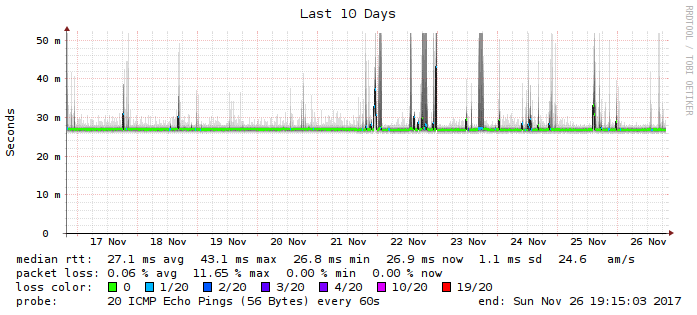 Last 10 Days
RRDTOOL / TOBI OETIKER
Seconds
50 m
40 m
30 m
20 m
10 m
0
17 Nov 18 Nov 19 Nov 20 Nov 21 Nov 22 Nov 23 Nov 24 Nov 25 Nov 26 Nov
median rtt: 27.1 ms avg 43.1 ms max 26.8 ms min 26.9 ms now 1.1 ms sd 24.6 am/s
packet loss: 0.06 % avg 11.65 % max 0.00 % min 0.00 % now
loss color: 0 1/20 2/20 3/20 4/20 10/20 19/20
probe: 20 ICMP Echo Pings (56 Bytes) every 60s end: Sun Nov 26 19:15:03 2017